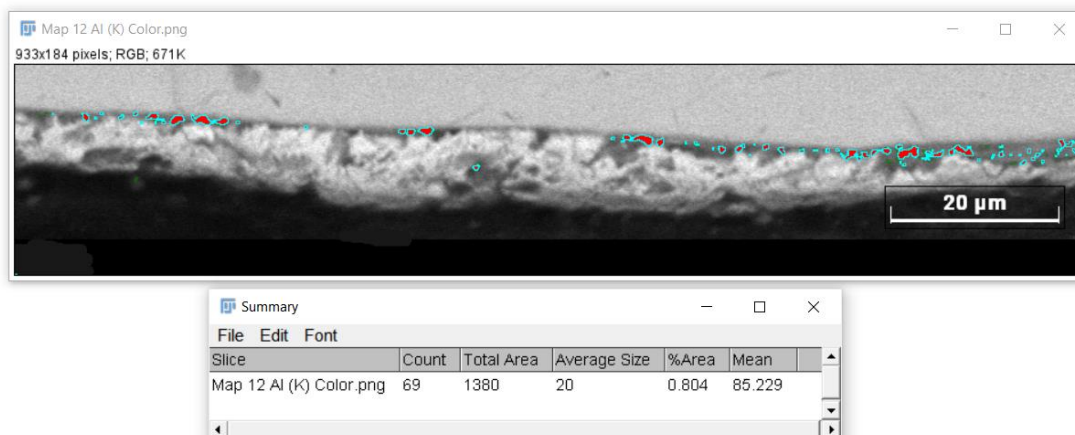 Map 12 Al (K) Color.png
933x184 pixels; RGB; 671K
20 µm
Summary
File Edit Font
Slice Count Total Area Average Size %Area Mean
Map 12 Al (K) Color.png 69 1380 20 0.804 85.229